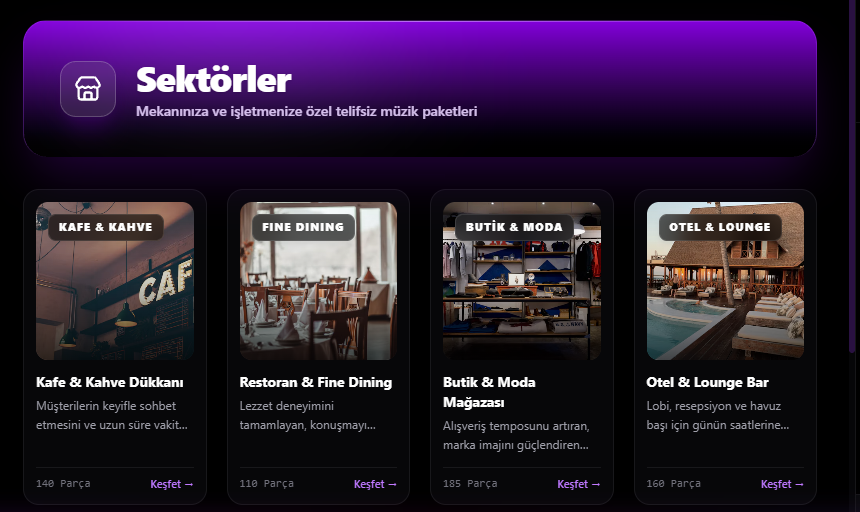 Sektörler
Mekanınıza ve işletmenize özel telifsiz müzik paketleri
KAFE & KAHVE
CAF
Kafe & Kahve Dükkanı
Müşterilerin keyifle sohbet
etmesini ve uzun süre vakit...
140 Parça
Keşfet →
FINE DINING
Restoran & Fine Dining
Lezzet deneyimini
tamamlayan, konuşmayı...
110 Parça
Keşfet →
BUTİK & MODA
Butik & Moda
Mağazası
Alışveriş temposunu artıran,
marka imajını güçlendiren...
185 Parça
Keşfet →
OTEL & LOUNGE
Otel & Lounge Bar
Lobi, resepsiyon ve havuz
başı için günün saatlerine...
160 Parça
Keşfet →